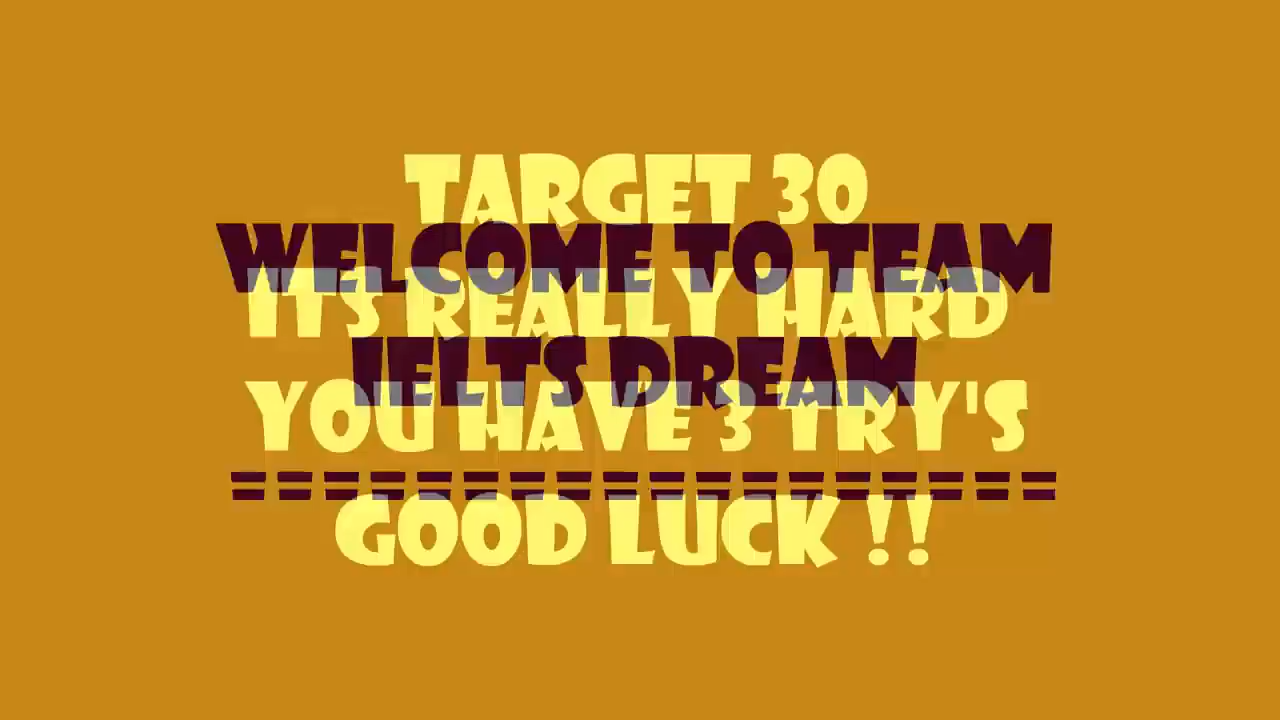 TARGET 30
WELCOME TO TEAM
ITS REALLY HARD
IELTS DREAM
YOU HAVE 3 TRY'S
==================
GOOD LUCK !!